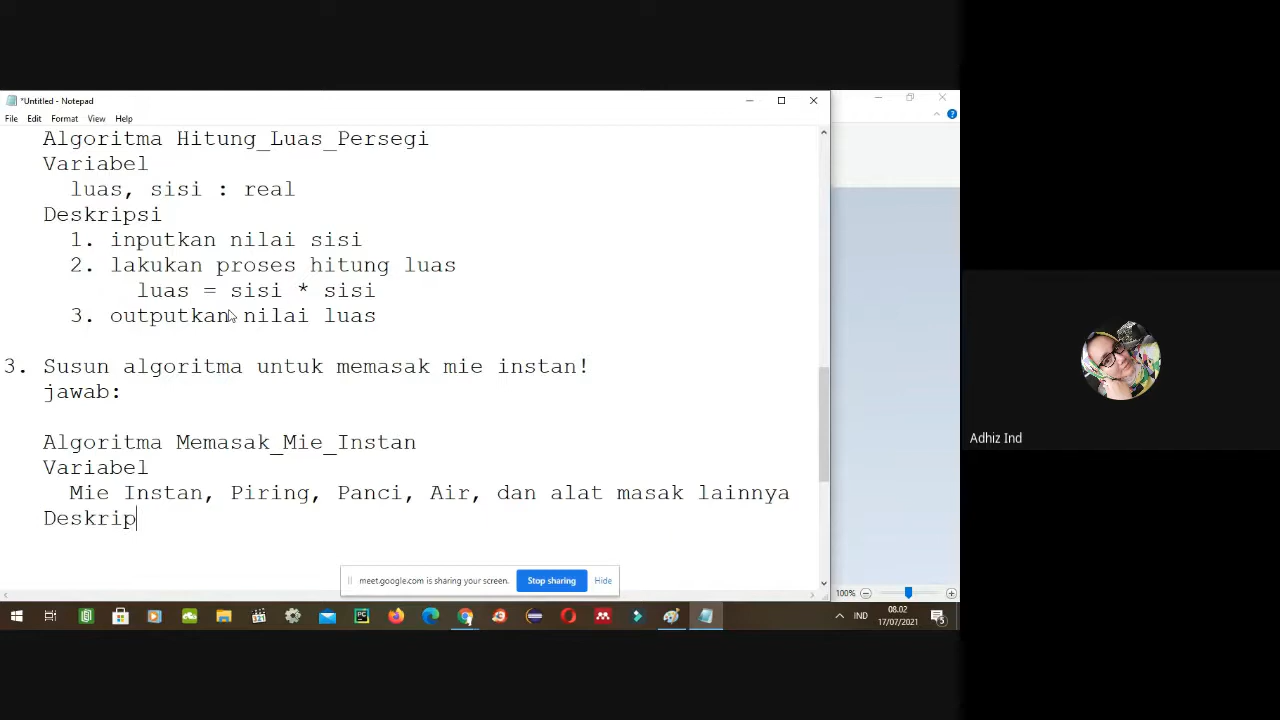 *Untitled - Notepad
File Edit Format View Help
Algoritma Hitung_Luas_Persegi
Variabel
luas, sisi : real
Deskripsi
1. inputkan nilai sisi
2. lakukan proses hitung luas
luas = sisi * sisi
3. outputkan nilai luas
3. Susun algoritma untuk memasak mie instan!
jawab:
Algoritma Memasak_Mie_Instan
Variabel
Mie Instan, Piring, Panci, Air, dan alat masak lainnya
Deskrip
meet.google.com is sharing your screen. Stop sharing Hide
100%
IND
08.02
17/07/2021
5
Adhiz Ind